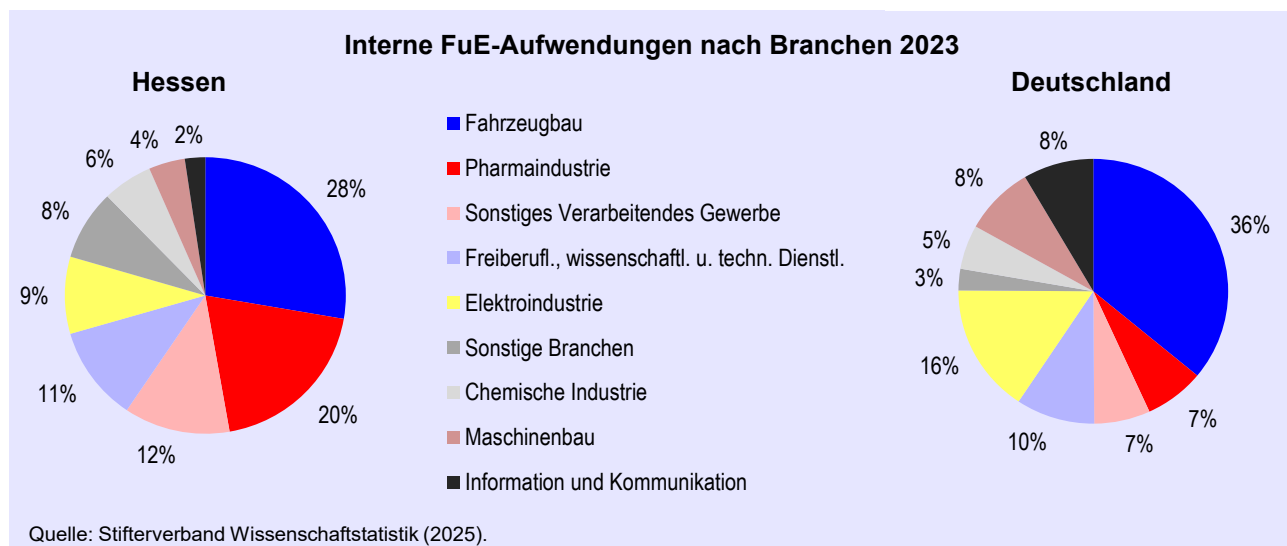 Interne FuE-Aufwendungen nach Branchen 2023
Hessen
2%
4%
6%
8%
9%
11%
12%
20%
28%
Fahrzeugbau
Pharmaindustrie
Sonstiges Verarbeitendes Gewerbe
Freiberufl., wissenschaftl. u. techn. Dienstl.
Elektroindustrie
Sonstige Branchen
Chemische Industrie
Maschinenbau
Information und Kommunikation
Deutschland
8%
8%
5%
3%
16%
10%
7%
7%
36%
Quelle: Stifterverband Wissenschaftstatistik (2025).